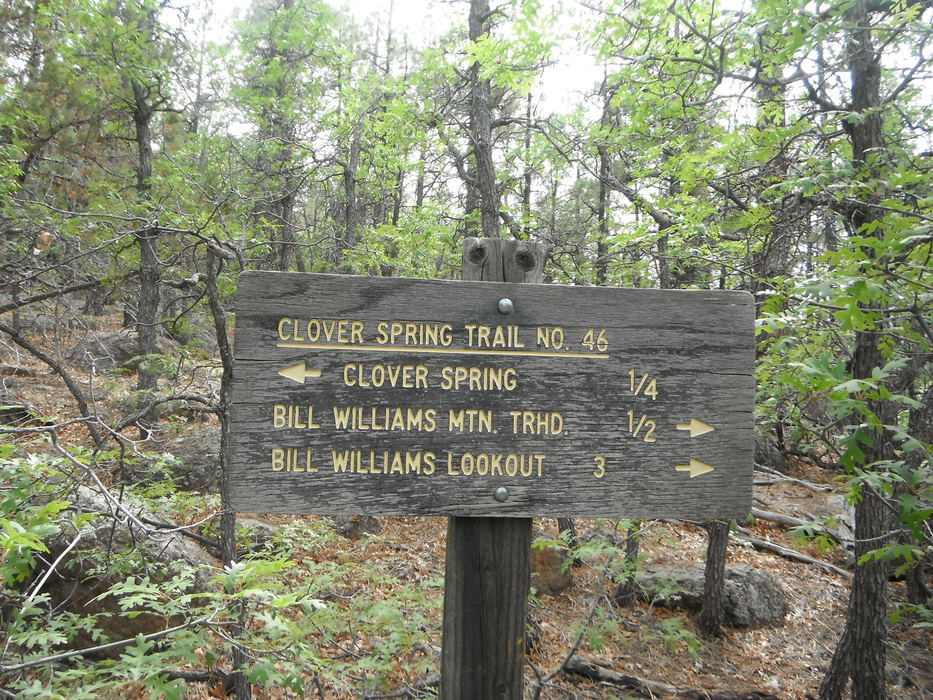 CLOVER SPRING TRAIL NO. 46
← CLOVER SPRING 1/4
BILL WILLIAMS MTN. TRHD. 1/2 →
BILL WILLIAMS LOOKOUT 3 →